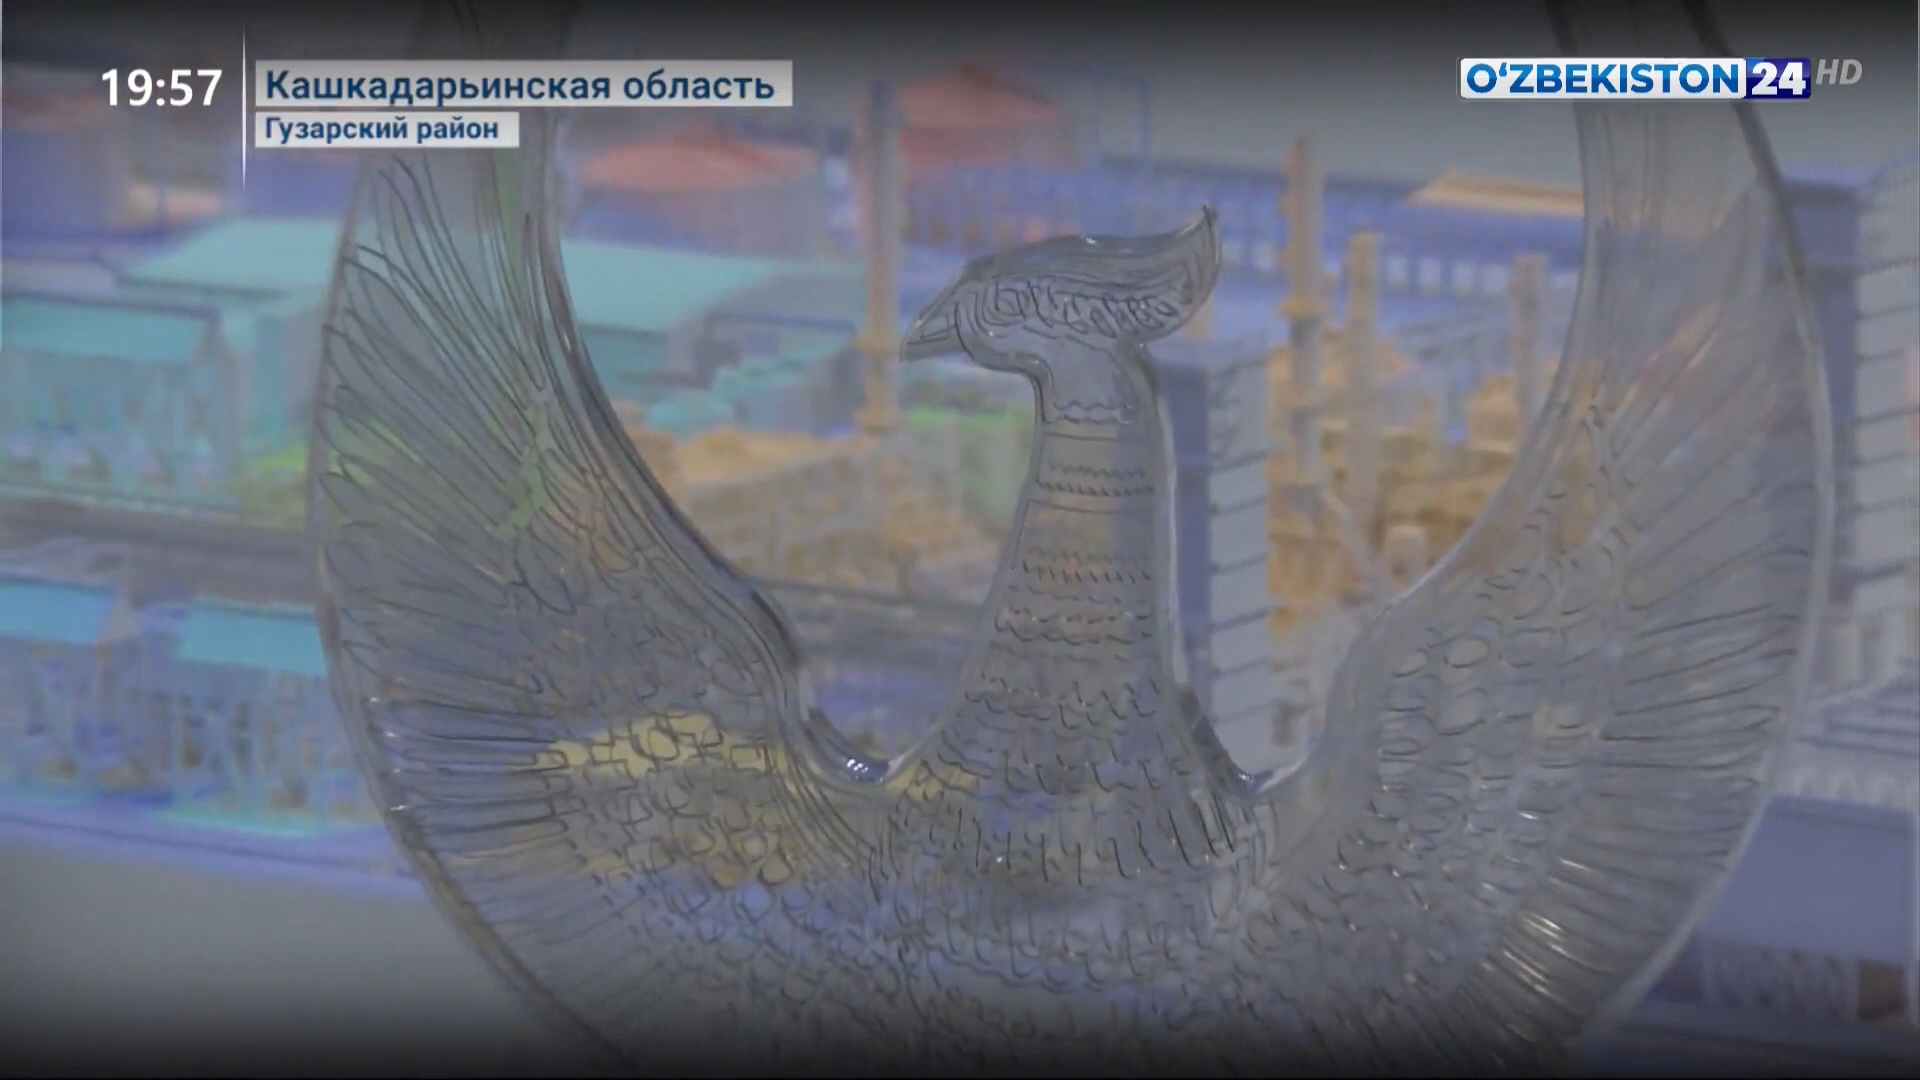 19:57
Кашкадарьинская область
Гузарский район
O‘ZBEKISTON 24 HD